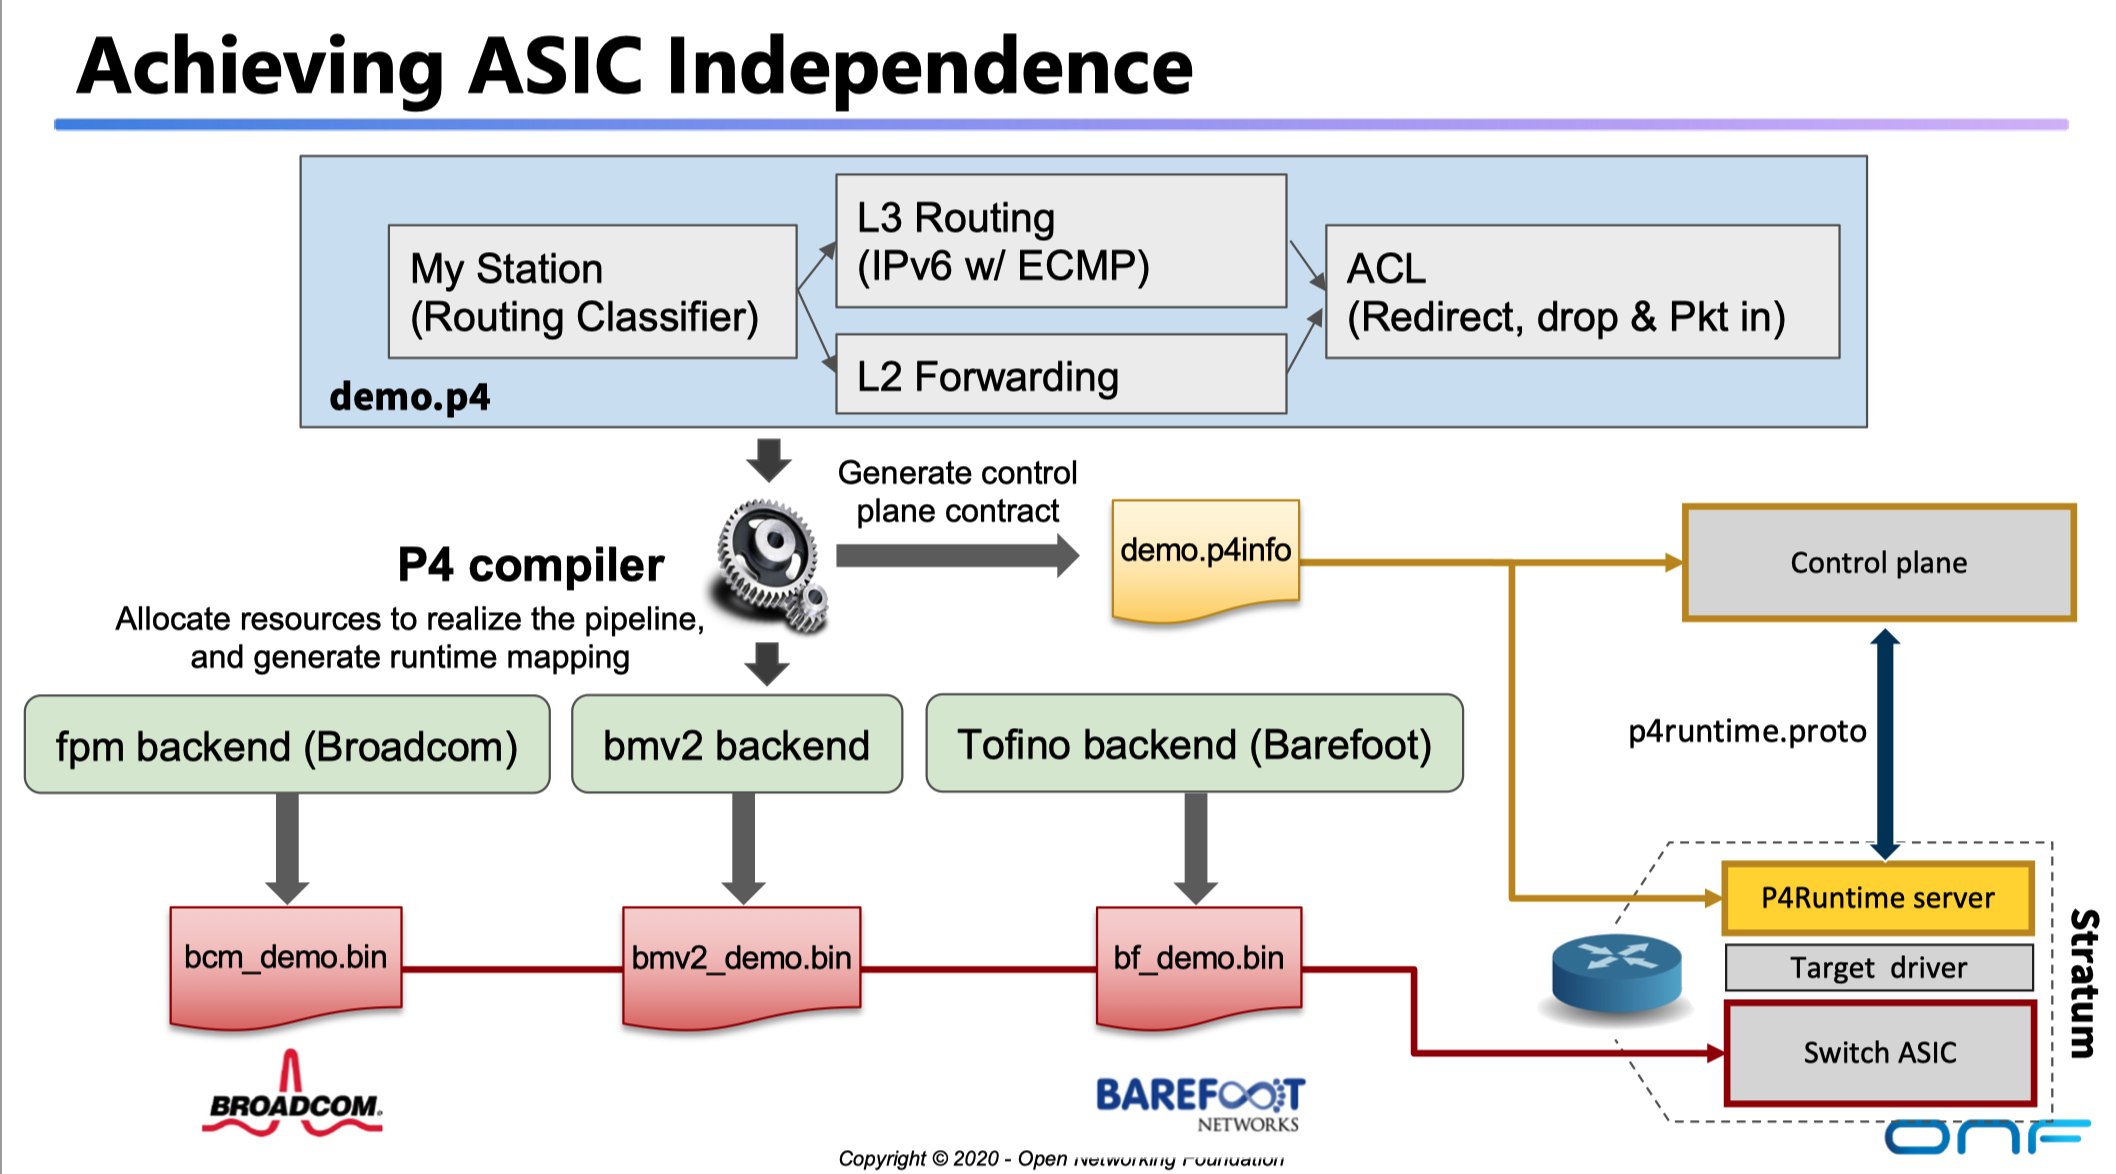 Achieving ASIC Independence
My Station
(Routing Classifier)
L3 Routing
(IPv6 w/ ECMP)
L2 Forwarding
ACL
(Redirect, drop & Pkt in)
demo.p4
Generate control
plane contract
P4 compiler
Allocate resources to realize the pipeline,
and generate runtime mapping
demo.p4info
Control plane
p4runtime.proto
fpm backend (Broadcom)
bmv2 backend
Tofino backend (Barefoot)
bcm_demo.bin
bmv2_demo.bin
bf_demo.bin
P4Runtime server
Target driver
Switch ASIC
Stratum
BROADCOM.
BAREFOOT
NETWORKS
ONF
Copyright © 2020 - Open Networking Foundation